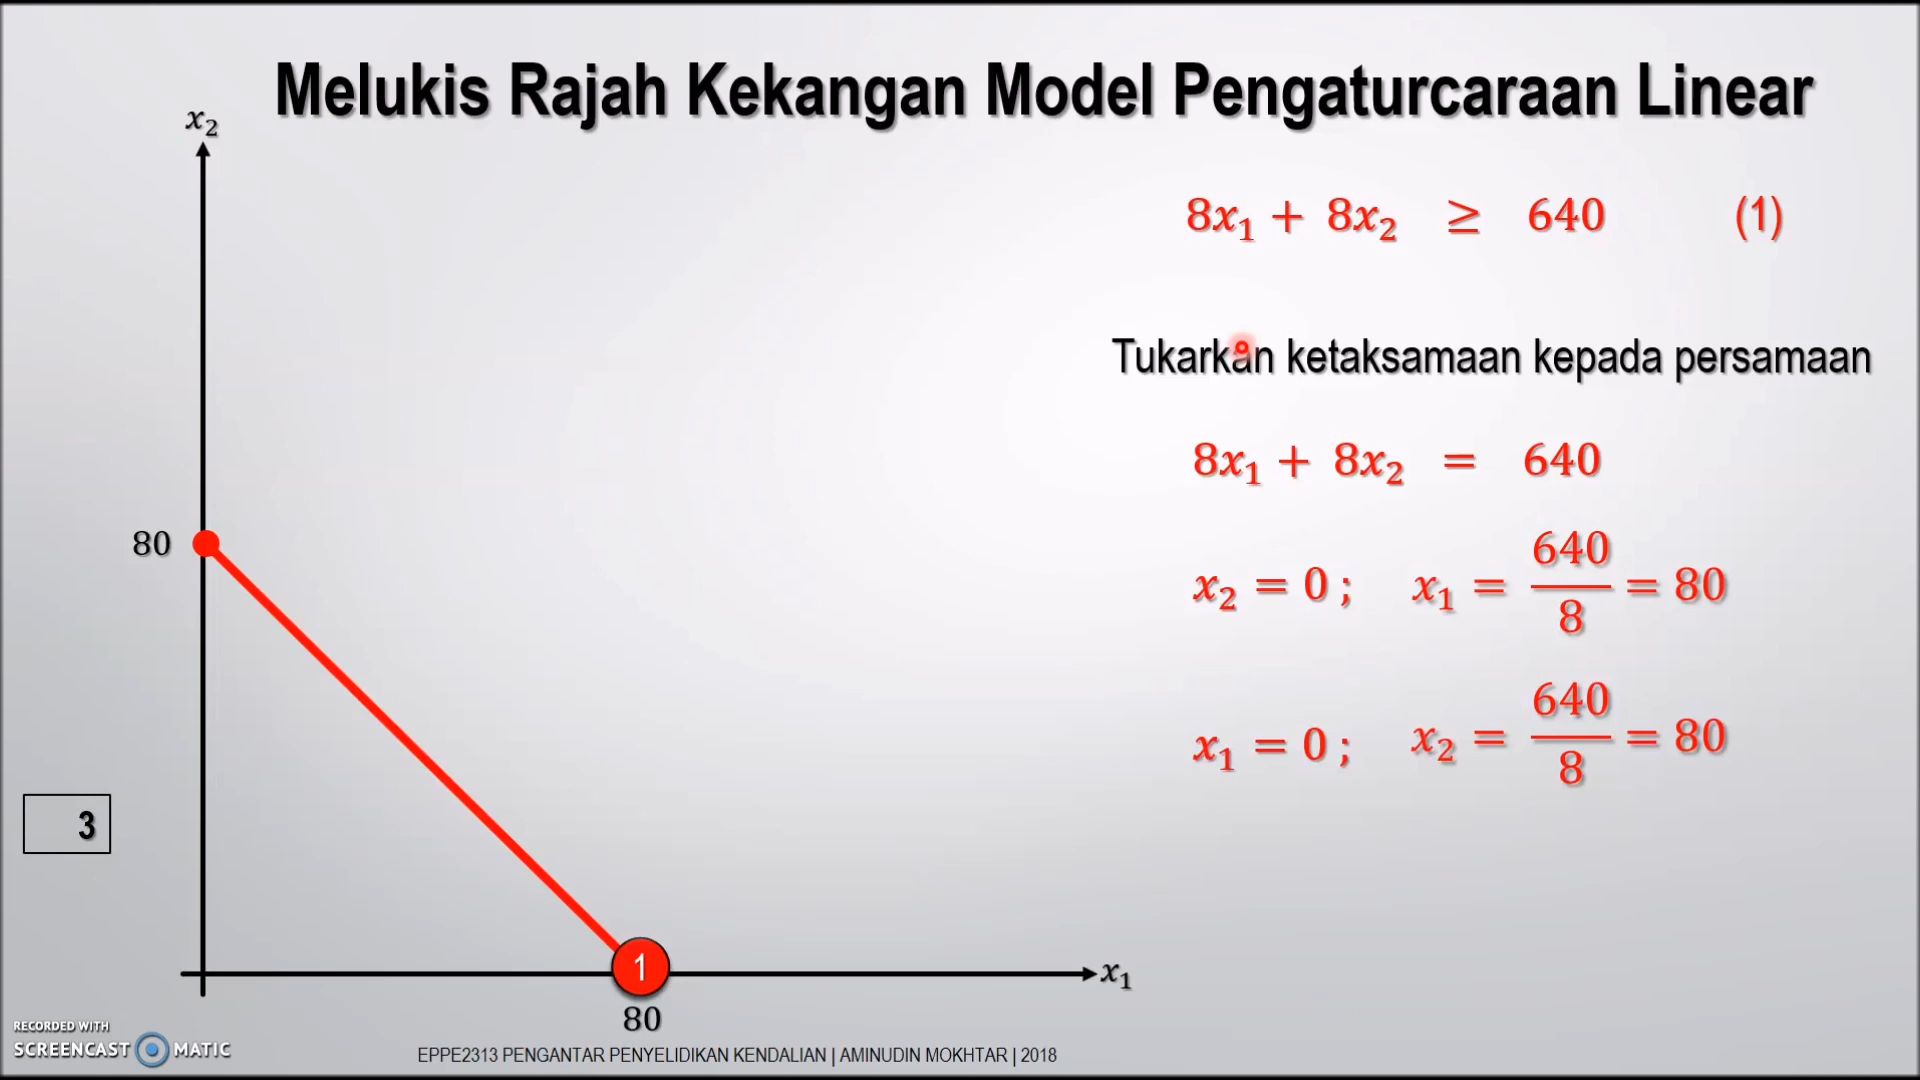 Melukis Rajah Kekangan Model Pengaturcaraan Linear
x₂
8x₁ + 8x₂ ≥ 640 (1)
Tukarkan ketaksamaan kepada persamaan
8x₁ + 8x₂ = 640
x₂ = 0 ; x₁ = 640/8 = 80
x₁ = 0 ; x₂ = 640/8 = 80
80
3
1
x₁
80
RECORDED WITH
SCREENCAST MATIC
EPPE2313 PENGANTAR PENYELIDIKAN KENDALIAN | AMINUDIN MOKHTAR | 2018